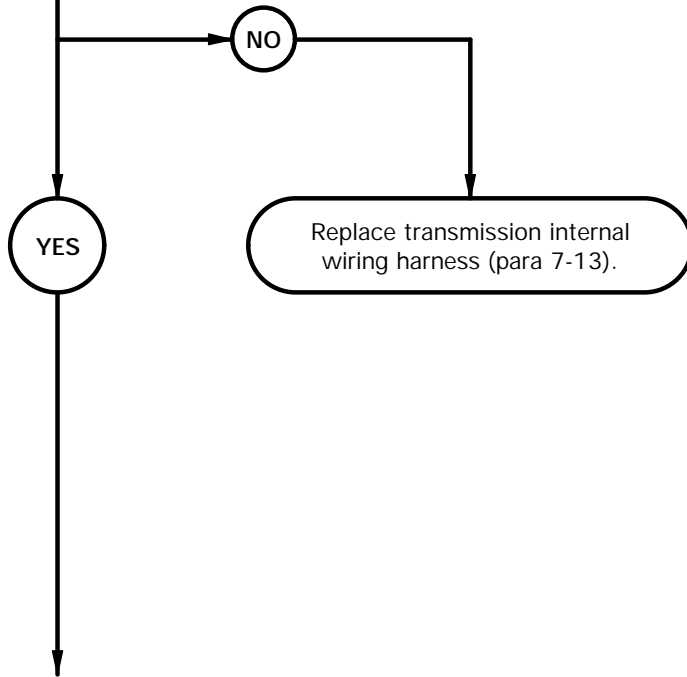 NO
YES
Replace transmission internal
wiring harness (para 7-13).